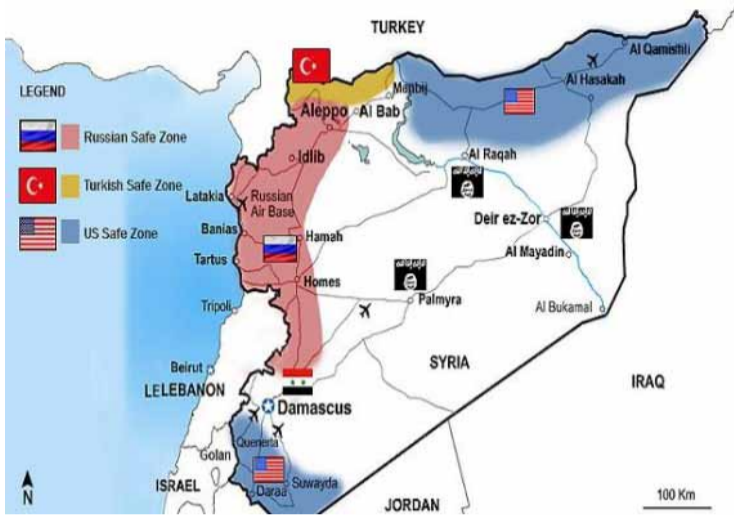 TURKEY
Al Qamishli
LEGEND
Al Hasakah
Manbij
Aleppo
Al Bab
Russian Safe Zone
Idlib
Al Raqah
Turkish Safe Zone
Latakia
Russian
Air Base
US Safe Zone
Banias
Hamah
Deir ez-Zor
Tartus
Al Mayadin
Homes
Palmyra
Tripoli
Al Bukamal
SYRIA
Beirut
IRAQ
LELEBANON
Damascus
Golan
ISRAEL
Suwayda
Daraa
N
100 Km
JORDAN